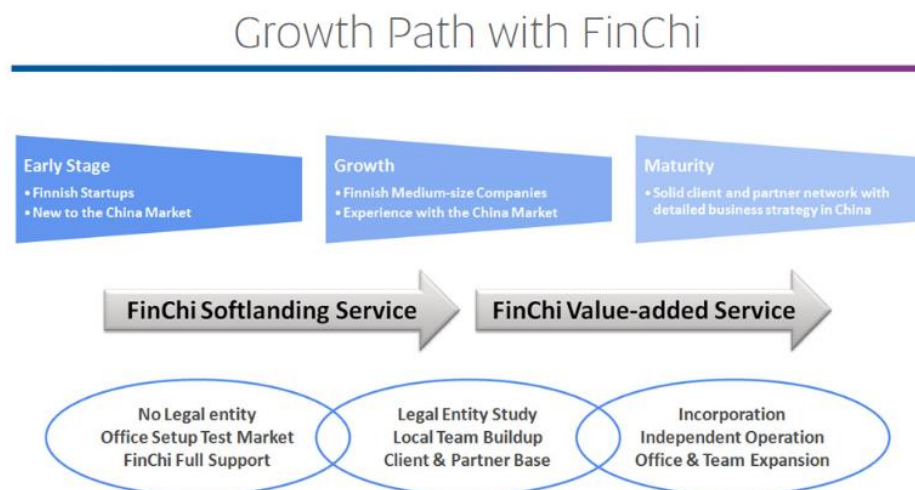 Growth Path with FinChi
Early Stage
• Finnish Startups
• New to the China Market
Growth
• Finnish Medium-size Companies
• Experience with the China Market
Maturity
• Solid client and partner network with
detailed business strategy in China
FinChi Softlanding Service
FinChi Value-added Service
No Legal entity
Office Setup Test Market
FinChi Full Support
Legal Entity Study
Local Team Buildup
Client & Partner Base
Incorporation
Independent Operation
Office & Team Expansion